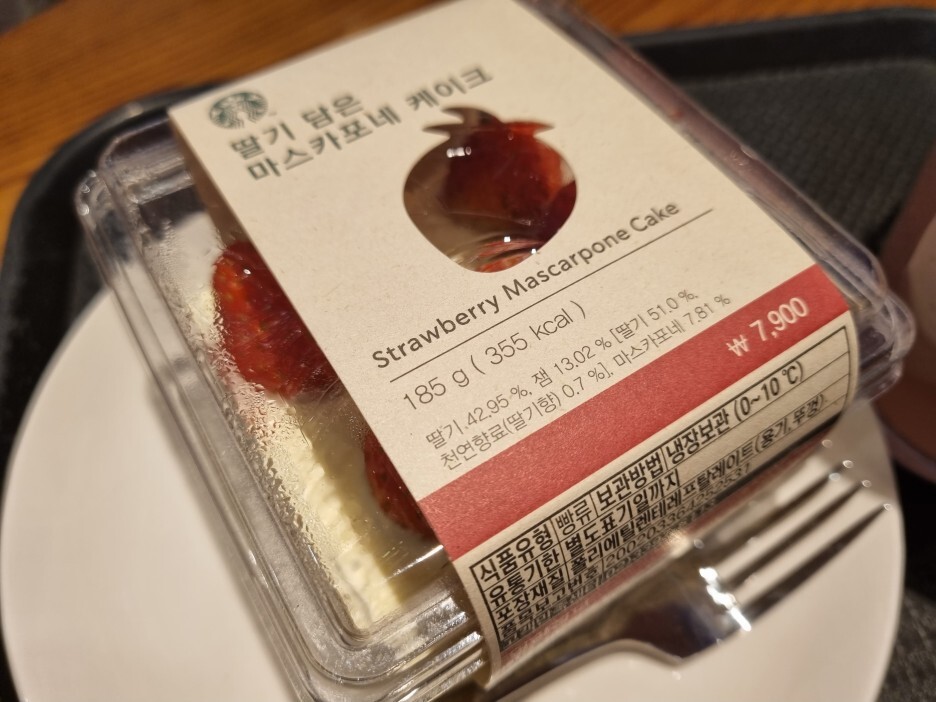 딸기 담은
마스카포네 케이크
Strawberry Mascarpone Cake
185 g ( 355 kcal )
딸기 42.95 %, 잼 13.02 % [딸기 51.0 %,
천연향료(딸기향) 0.7 %], 마스카포네 7.81 %
₩ 7,900
식품유형 빵류 보관방법 냉장보관 (0~10 ℃)
유통기한 별도표기일까지
포장재질 폴리에틸렌테레프탈레이트(용기, 뚜껑)